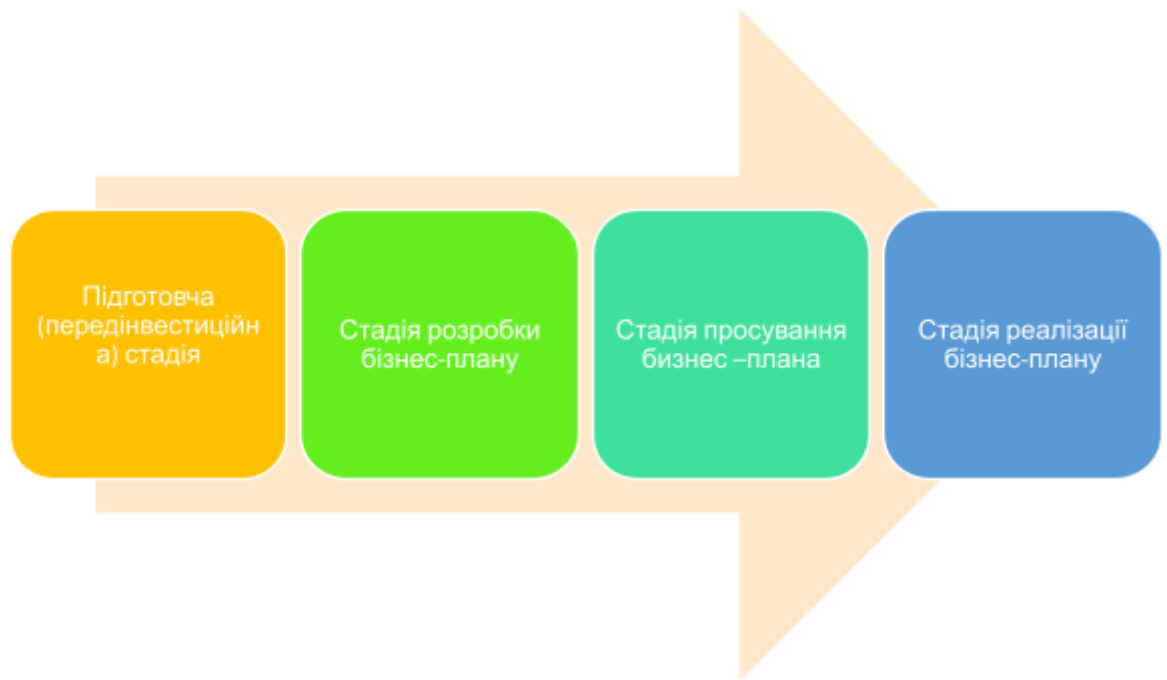 Підготовча
(передінвестиційн
а) стадія
Стадія розробки
бізнес-плану
Стадія просування
бизнес –плана
Стадія реалізації
бізнес-плану